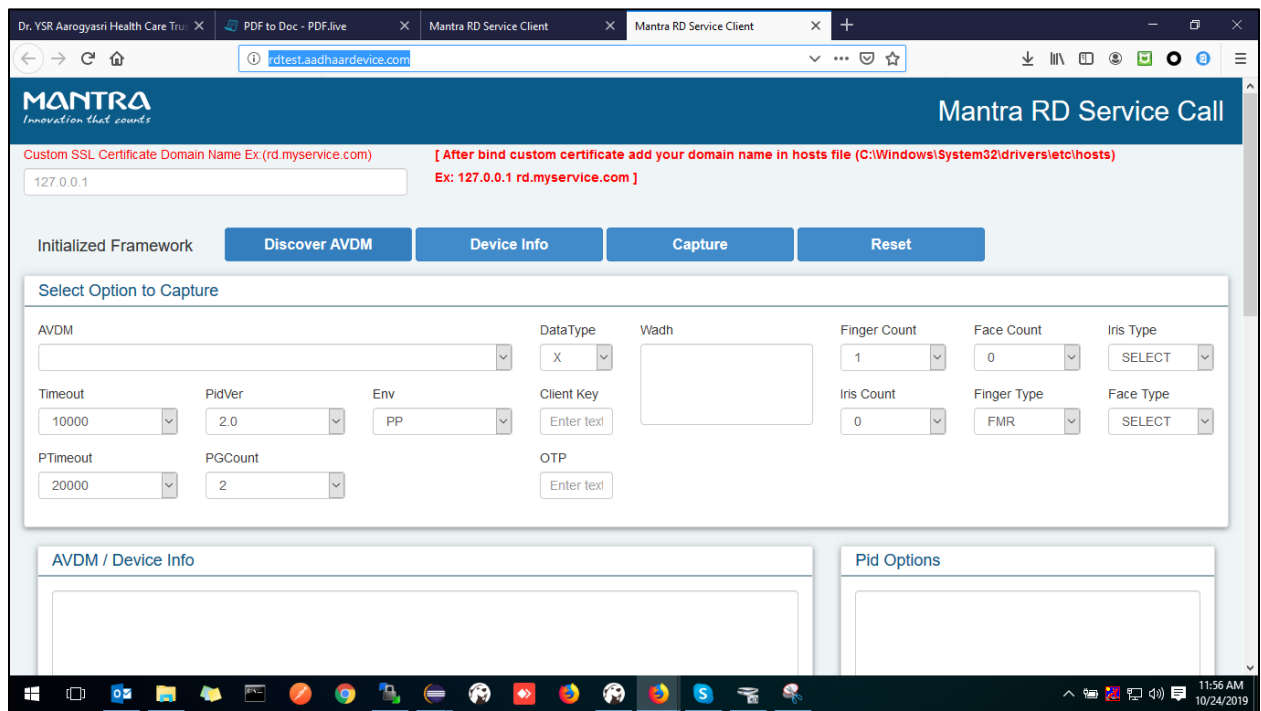 Dr. YSR Aarogyasri Health Care Trus
PDF to Doc - PDF.live
Mantra RD Service Client
Mantra RD Service Client
rdtest.aadhaardevice.com
MANTRA
Innovation that counts
Mantra RD Service Call
Custom SSL Certificate Domain Name Ex:(rd.myservice.com)
[ After bind custom certificate add your domain name in hosts file (C:\Windows\System32\drivers\etc\hosts)
127.0.0.1
Ex: 127.0.0.1 rd.myservice.com ]
Initialized Framework
Discover AVDM
Device Info
Capture
Reset
Select Option to Capture
AVDM
DataType
Wadh
Finger Count
Face Count
Iris Type
X
1
0
SELECT
Timeout
PidVer
Env
Client Key
Iris Count
Finger Type
Face Type
10000
2.0
PP
Enter text
0
FMR
SELECT
PTimeout
PGCount
OTP
20000
2
Enter text
AVDM / Device Info
Pid Options
11:56 AM
10/24/2019